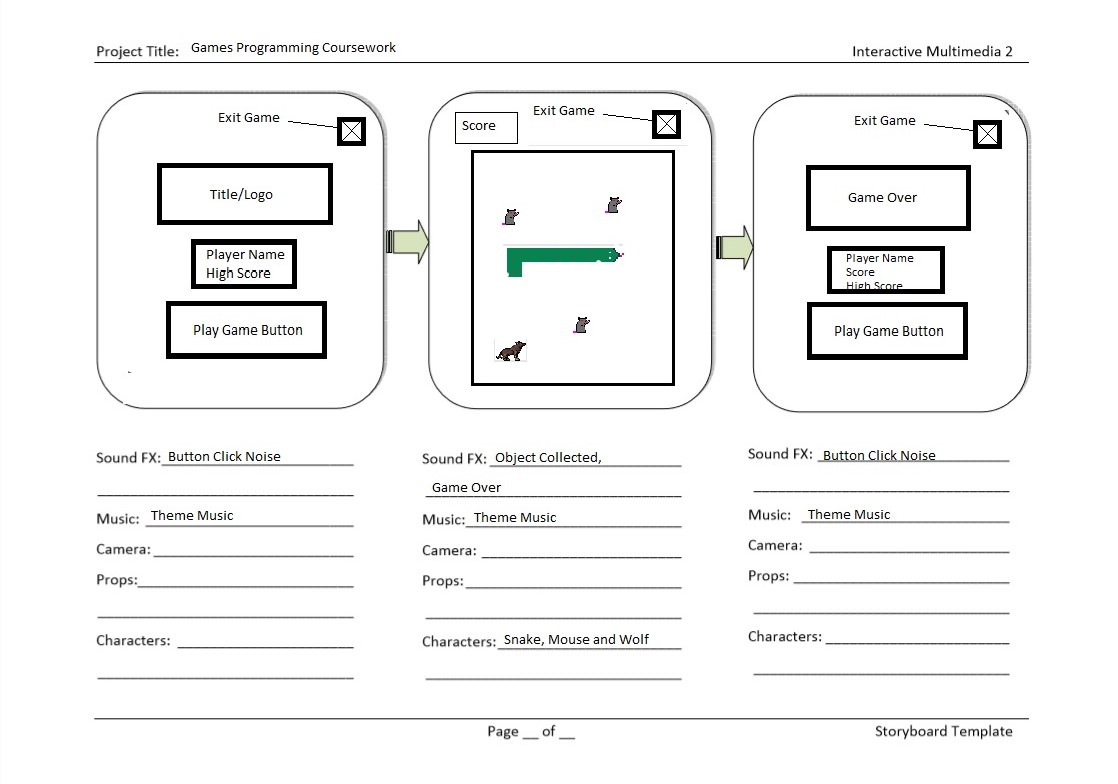 Project Title: Games Programming Coursework
Interactive Multimedia 2
Exit Game
Title/Logo
Player Name
High Score
Play Game Button
Score
Exit Game
Exit Game
Game Over
Player Name
Score
High Score
Play Game Button
Sound FX: Button Click Noise
Music: Theme Music
Camera:
Props:
Characters:
Sound FX: Object Collected,
Game Over
Music: Theme Music
Camera:
Props:
Characters: Snake, Mouse and Wolf
Sound FX: Button Click Noise
Music: Theme Music
Camera:
Props:
Characters:
Page __ of __
Storyboard Template